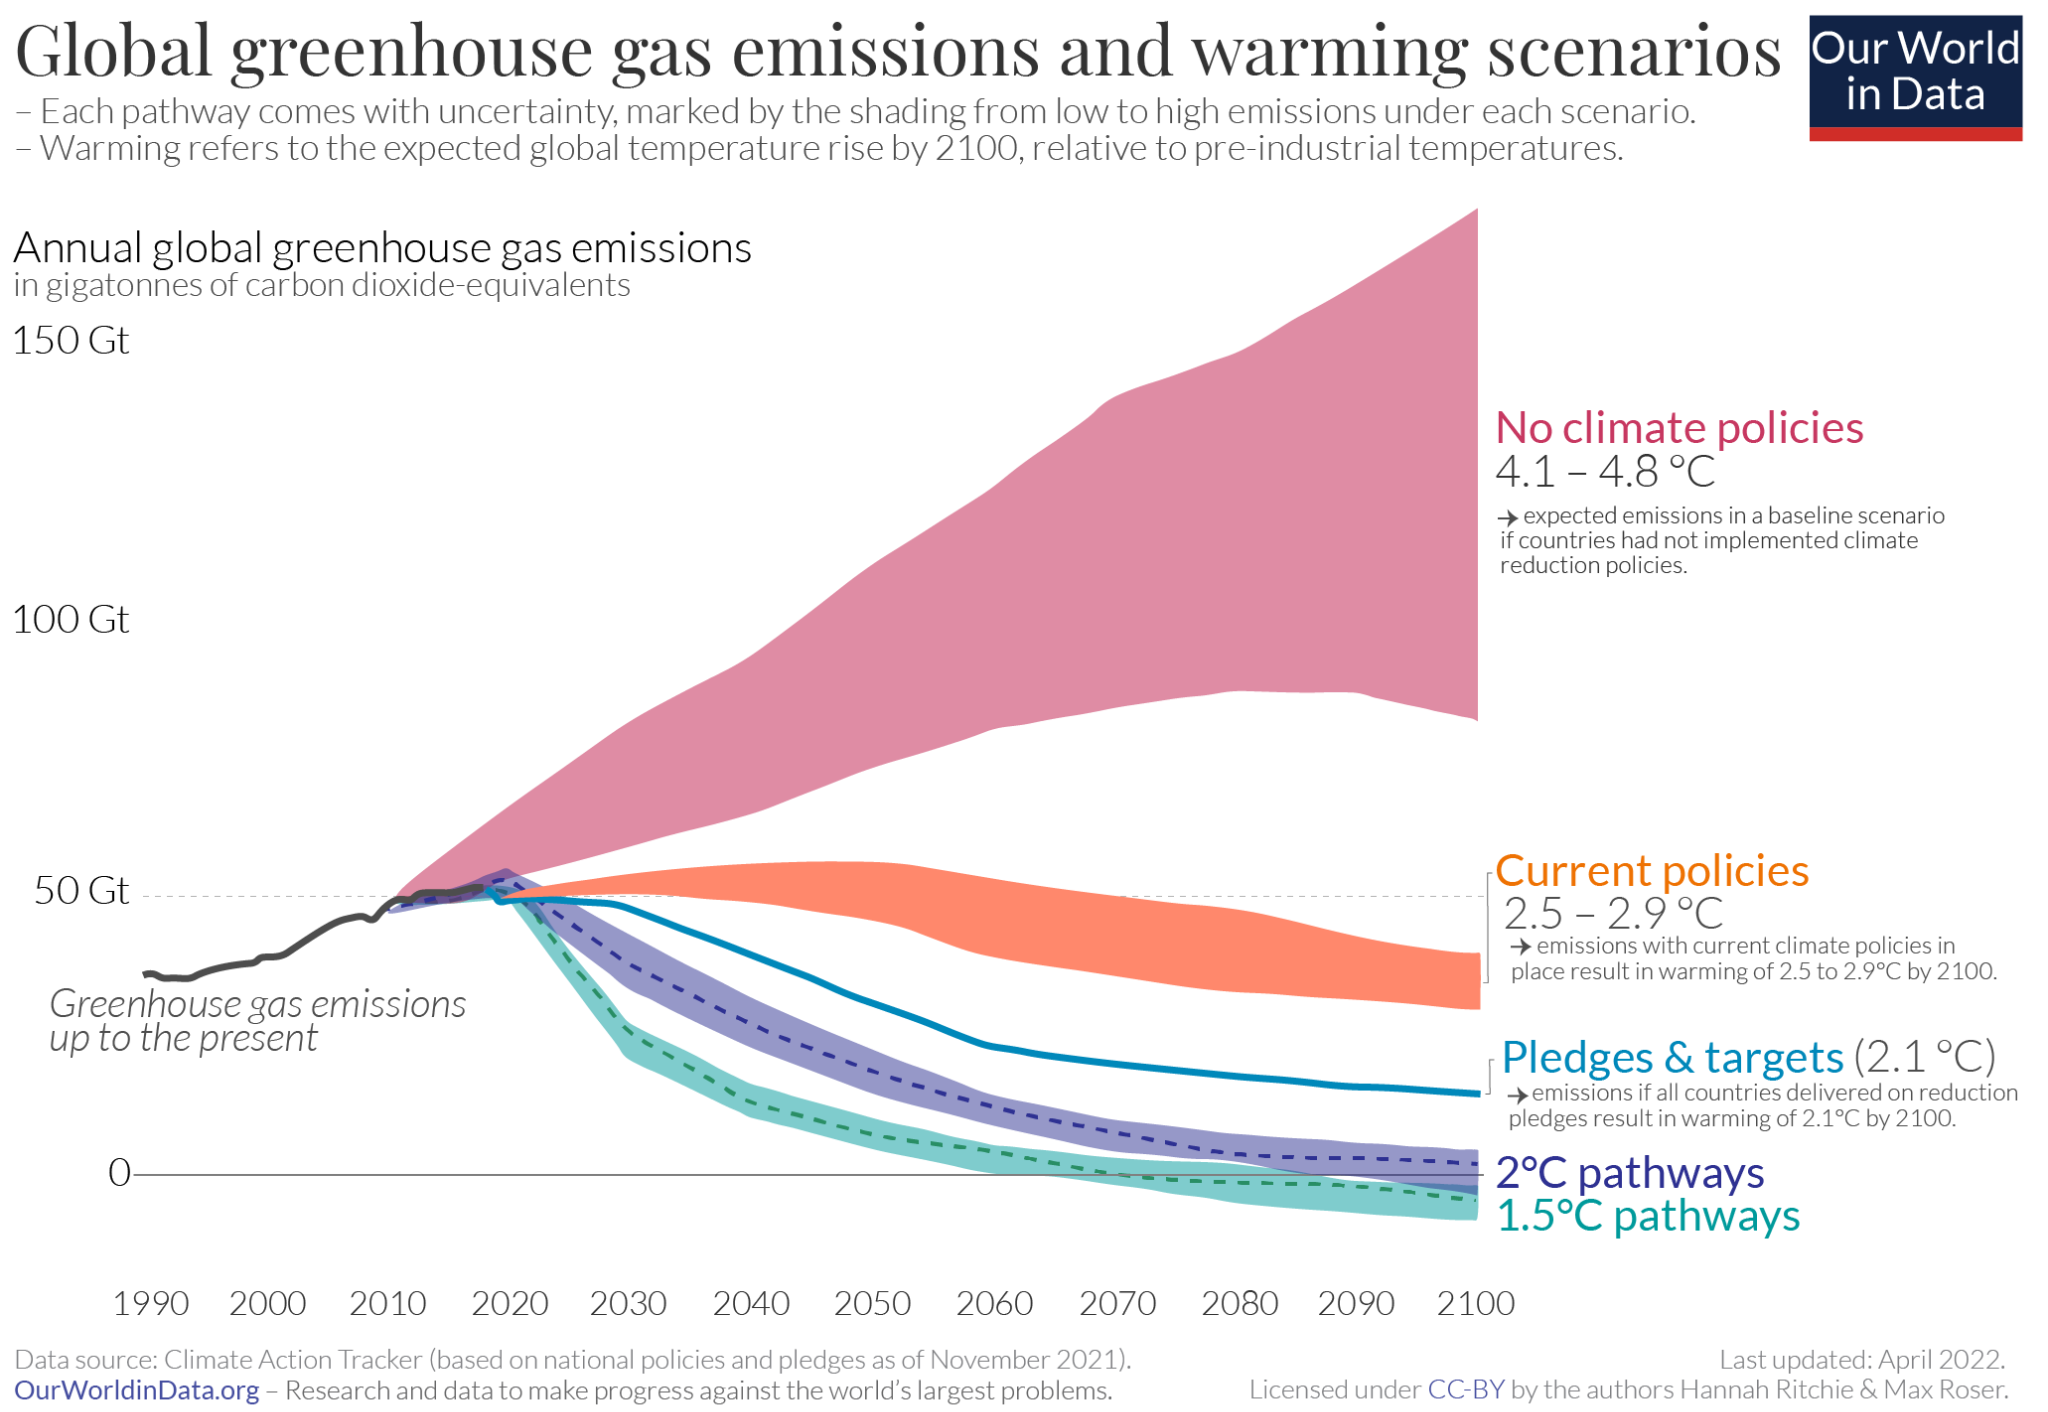 Global greenhouse gas emissions and warming scenarios
Our World
in Data
– Each pathway comes with uncertainty, marked by the shading from low to high emissions under each scenario.
– Warming refers to the expected global temperature rise by 2100, relative to pre-industrial temperatures.
Annual global greenhouse gas emissions
in gigatonnes of carbon dioxide-equivalents
150 Gt
100 Gt
50 Gt
0
Greenhouse gas emissions
up to the present
No climate policies
4.1 – 4.8 °C
→ expected emissions in a baseline scenario
if countries had not implemented climate
reduction policies.
Current policies
2.5 – 2.9 °C
→ emissions with current climate policies in
place result in warming of 2.5 to 2.9°C by 2100.
Pledges & targets (2.1 °C)
→ emissions if all countries delivered on reduction
pledges result in warming of 2.1°C by 2100.
2°C pathways
1.5°C pathways
1990 2000 2010 2020 2030 2040 2050 2060 2070 2080 2090 2100
Data source: Climate Action Tracker (based on national policies and pledges as of November 2021).
Last updated: April 2022.
OurWorldinData.org – Research and data to make progress against the world's largest problems.
Licensed under CC-BY by the authors Hannah Ritchie & Max Roser.